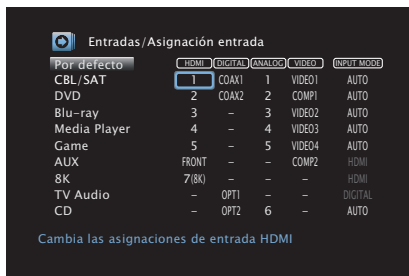 Entradas/Asignación entrada
Por defecto HDMI DIGITAL ANALOG VIDEO INPUT MODE
CBL/SAT 1 COAX1 1 VIDEO1 AUTO
DVD 2 COAX2 2 COMP1 AUTO
Blu-ray 3 – 3 VIDEO2 AUTO
Media Player 4 – 4 VIDEO3 AUTO
Game 5 – 5 VIDEO4 AUTO
AUX FRONT – – COMP2 HDMI
8K 7(8K) – – – HDMI
TV Audio – OPT1 – – DIGITAL
CD – OPT2 6 – AUTO
Cambia las asignaciones de entrada HDMI